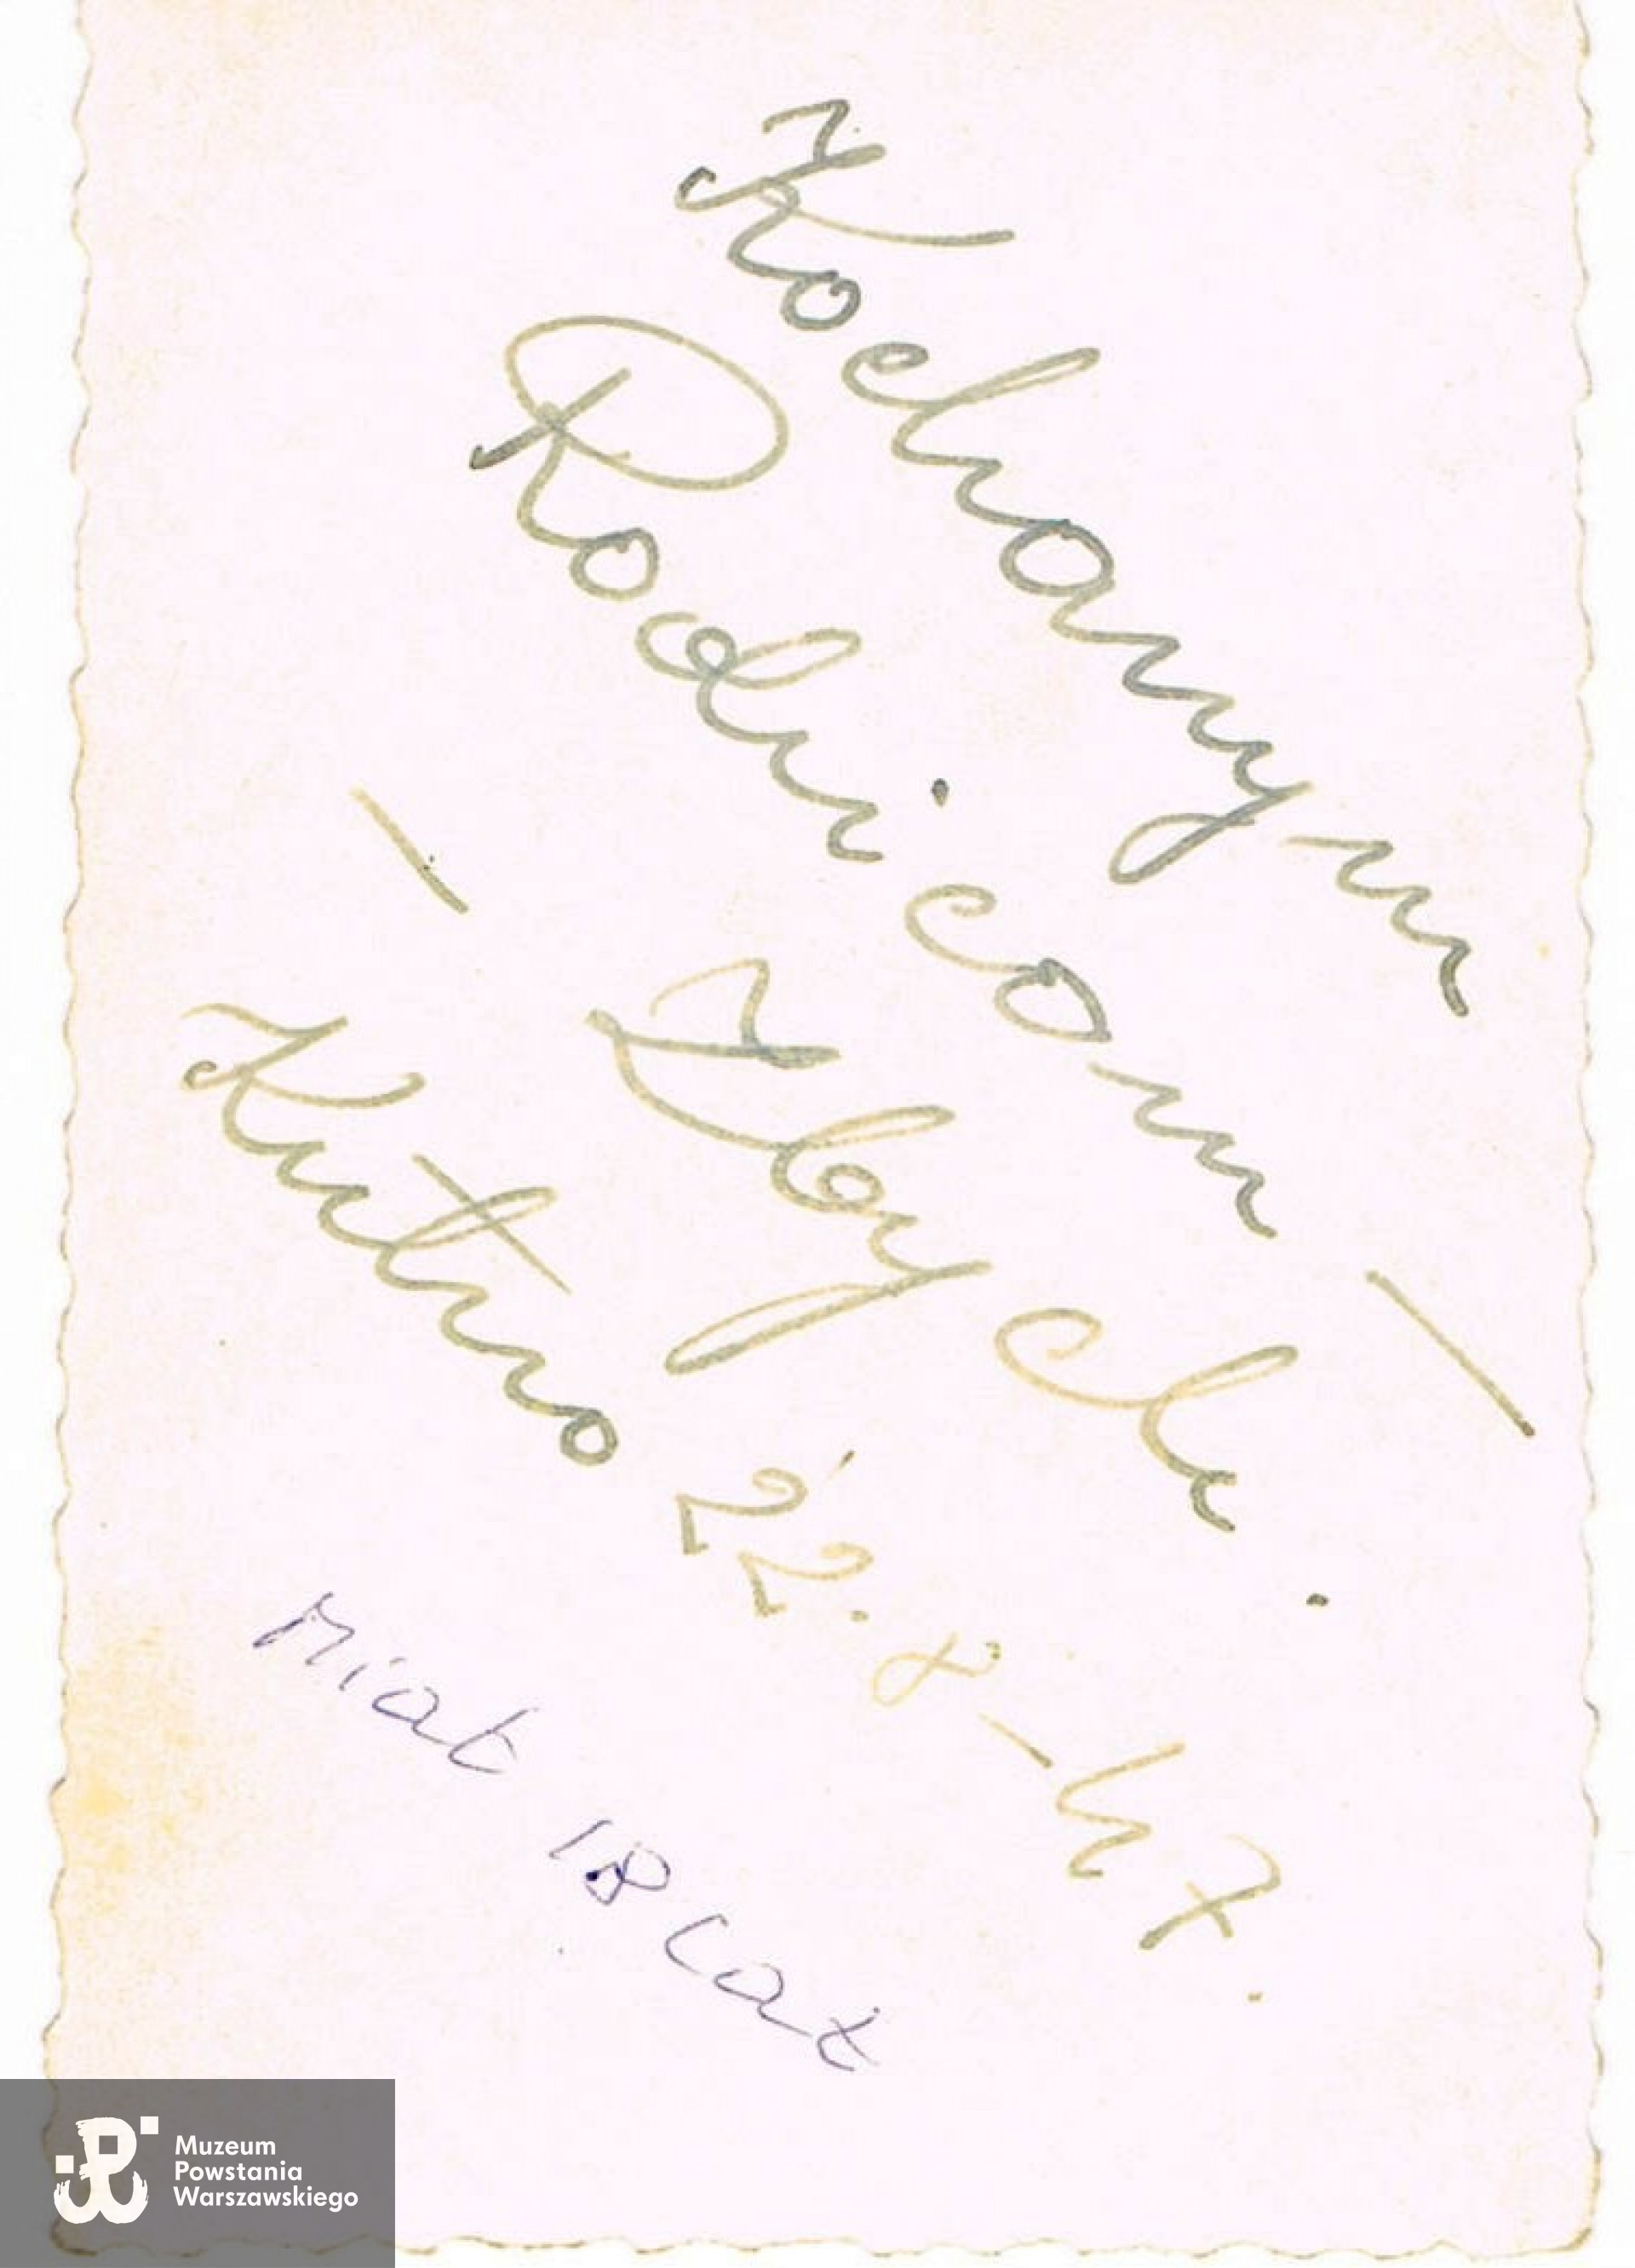 Kochanym
Rodzicom —
— Zbych.
Kutno 22.8-47.
Miał 18 lat
Muzeum
Powstania
Warszawskiego